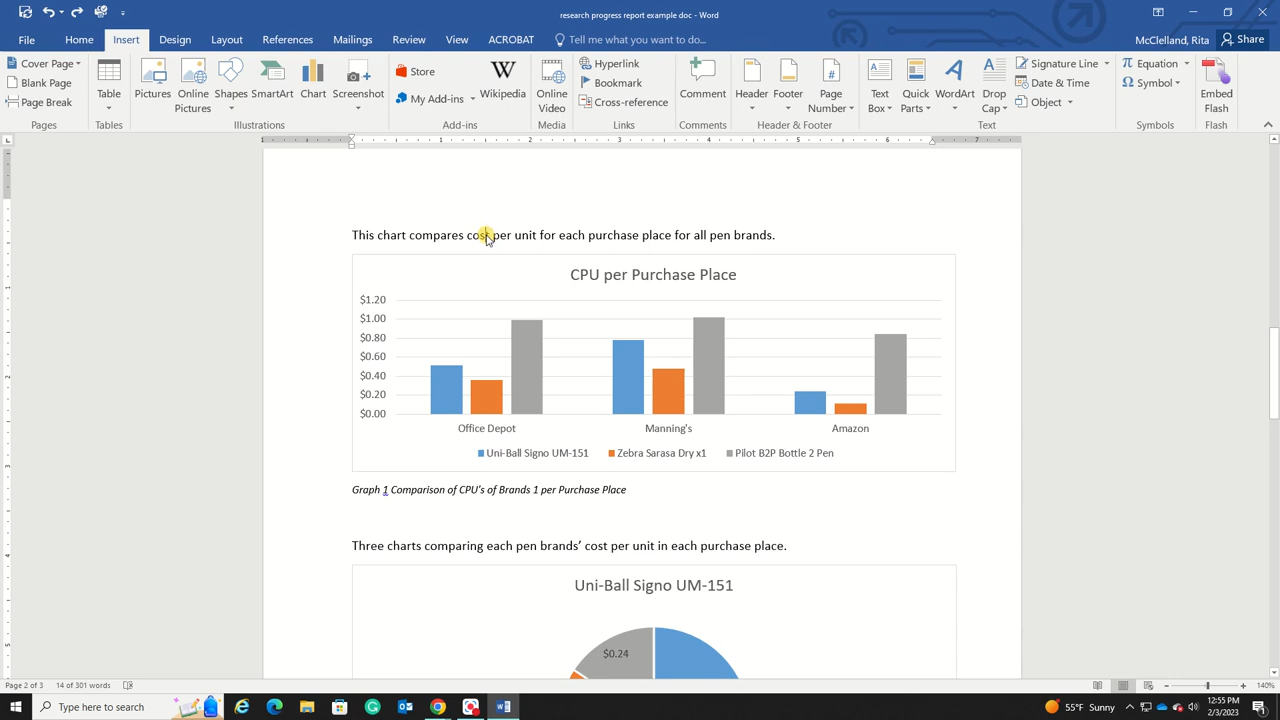 research progress report example doc - Word
McClelland, Rita
Share
File Home Insert Design Layout References Mailings Review View ACROBAT Tell me what you want to do...
Cover Page
Blank Page
Page Break
Pages
Table
Tables
Pictures
Online Pictures
Shapes
SmartArt
Chart
Screenshot
Illustrations
Store
My Add-ins
Wikipedia
Add-ins
Online Video
Media
Hyperlink
Bookmark
Cross-reference
Links
Comment
Comments
Header
Footer
Page Number
Header & Footer
Text Box
Quick Parts
WordArt
Drop Cap
Signature Line
Date & Time
Object
Text
Equation
Symbol
Symbols
Embed Flash
Flash
1 1 2 3 4 5 6 7
This chart compares cost per unit for each purchase place for all pen brands.
CPU per Purchase Place
$1.20
$1.00
$0.80
$0.60
$0.40
$0.20
$0.00
Office Depot Manning's Amazon
Uni-Ball Signo UM-151 Zebra Sarasa Dry x1 Pilot B2P Bottle 2 Pen
Graph 1 Comparison of CPU's of Brands 1 per Purchase Place
Three charts comparing each pen brands' cost per unit in each purchase place.
Uni-Ball Signo UM-151
$0.24
Page 2 of 3 14 of 301 words
140%
Type here to search
55°F Sunny
12:55 PM
2/3/2023